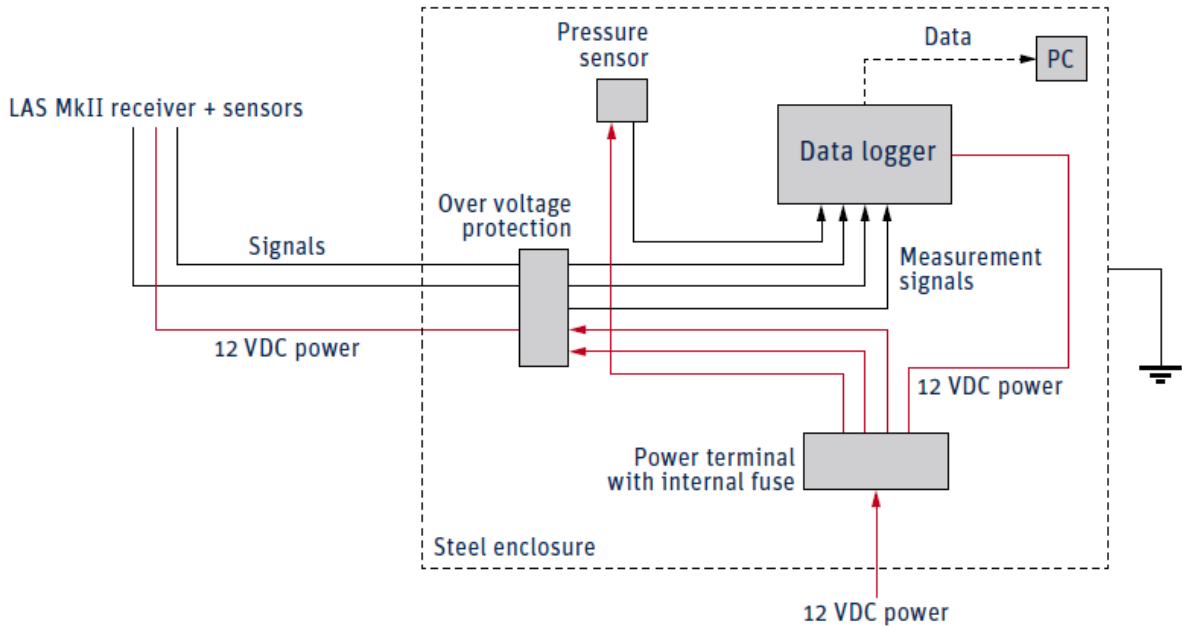 Pressure
sensor
Data
PC
LAS MkII receiver + sensors
Data logger
Over voltage
protection
Signals
Measurement
signals
12 VDC power
12 VDC power
Power terminal
with internal fuse
Steel enclosure
12 VDC power